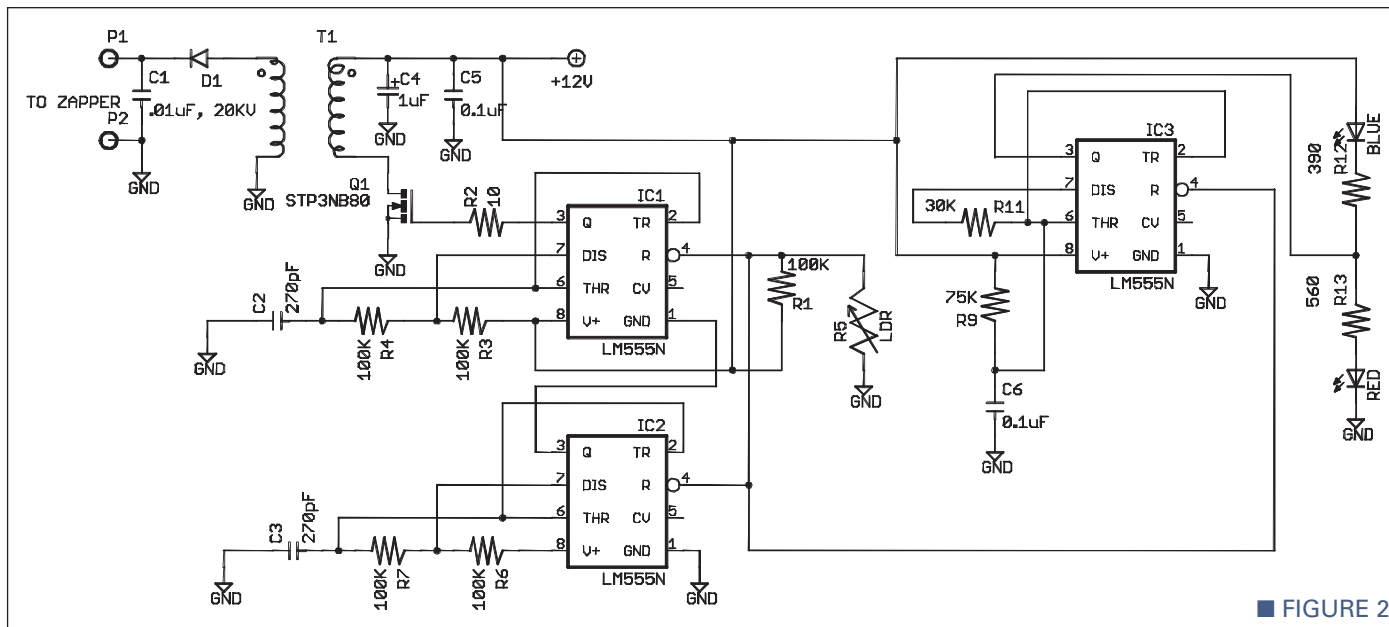 P1
T1
C1
D1
+C4
1uF
C5
0.1uF
+12V
TO ZAPPER
.01uF, 20KV
P2
GND
GND
GND
GND
Q1
STP3NB80
GND
R2
10
IC1
3 Q TR 2
7 DIS R 4
6 THR CV 5
8 V+ GND 1
LM555N
C2
270pF
GND
100K
R4
100K
R3
100K
R1
R5
LDR
GND
IC2
3 Q TR 2
7 DIS R 4
6 THR CV 5
8 V+ GND 1
LM555N
GND
C3
270pF
GND
100K
R7
100K
R6
IC3
3 Q TR 2
7 DIS R 4
6 THR CV 5
8 V+ GND 1
LM555N
GND
30K
R11
75K
R9
C6
0.1uF
GND
BLUE
390
R12
560
R13
RED
GND
FIGURE 2